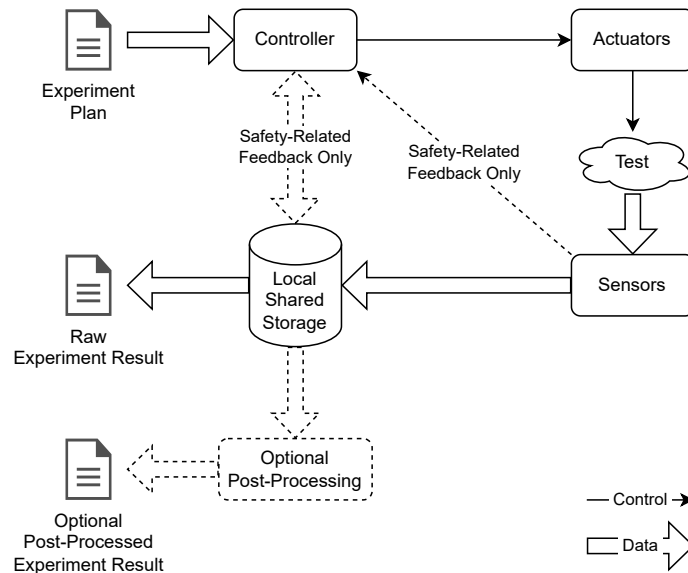 Controller
Actuators
Experiment
Plan
Safety-Related
Feedback Only
Safety-Related
Feedback Only
Test
Local
Shared
Storage
Sensors
Raw
Experiment Result
Optional
Post-Processing
Optional
Post-Processed
Experiment Result
Control
Data